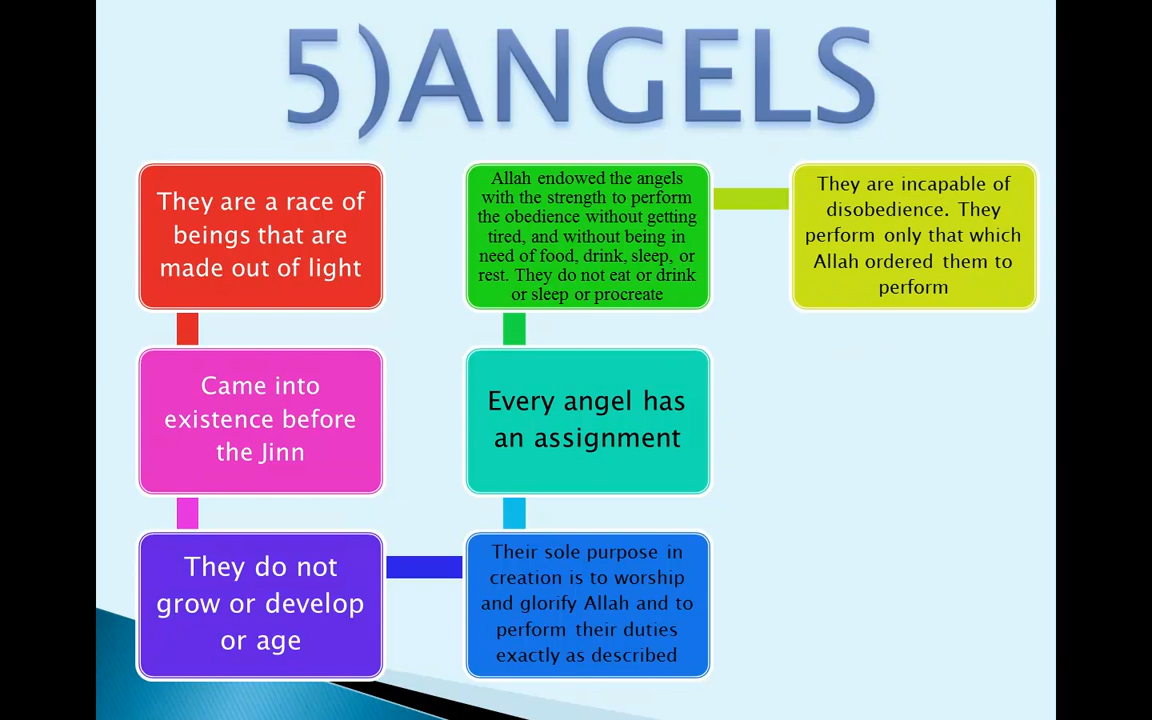 5)ANGELS
They are a race of
beings that are
made out of light
Came into
existence before
the Jinn
They do not
grow or develop
or age
Their sole purpose in
creation is to worship
and glorify Allah and to
perform their duties
exactly as described
Every angel has
an assignment
Allah endowed the angels
with the strength to perform
the obedience without getting
tired, and without being in
need of food, drink, sleep, or
rest. They do not eat or drink
or sleep or procreate
They are incapable of
disobedience. They
perform only that which
Allah ordered them to
perform